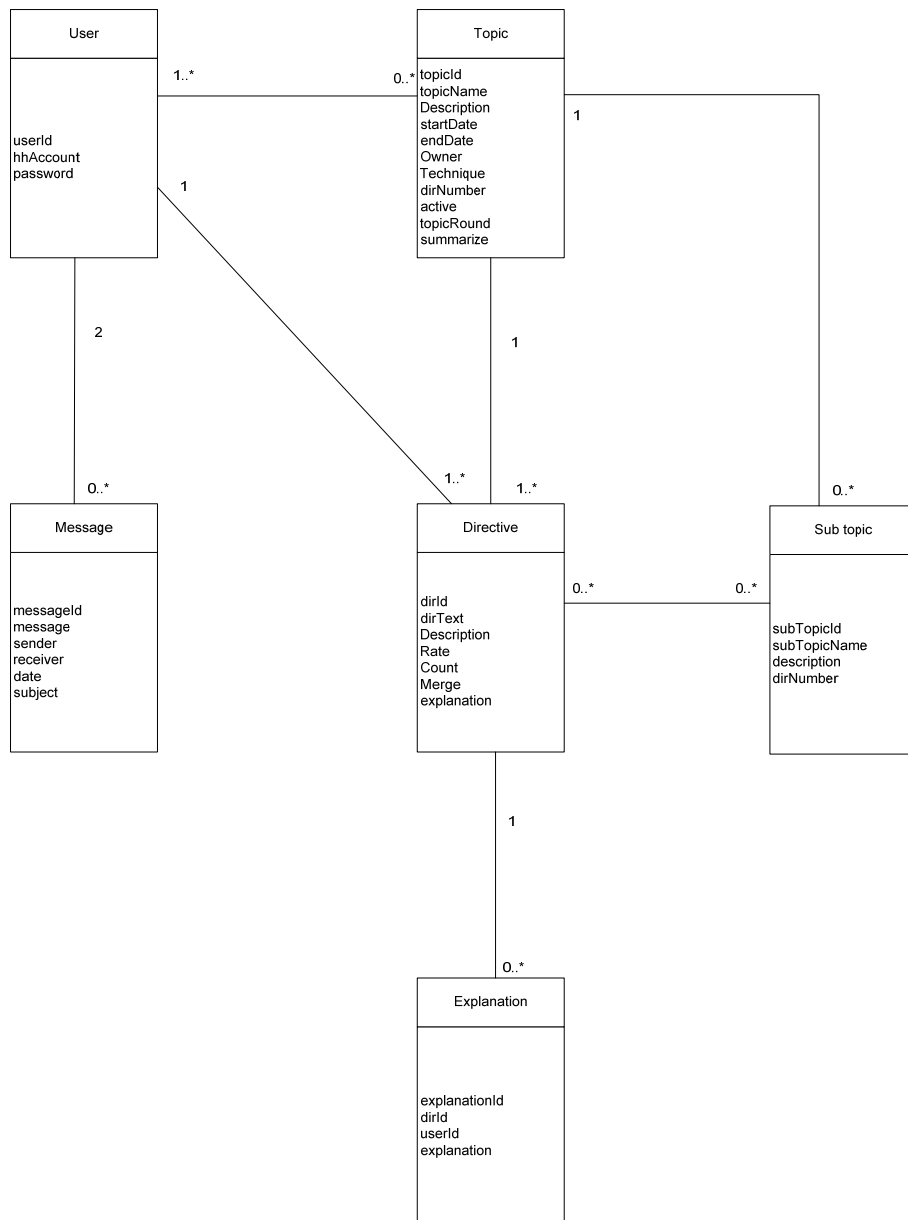 User
userId
hhAccount
password
1..*
0..*
Topic
topicId
topicName
Description
startDate
endDate
Owner
Technique
dirNumber
active
topicRound
summarize
1
1
2
1
0..*
1..*
1..*
0..*
Message
messageId
message
sender
receiver
date
subject
Directive
dirId
dirText
Description
Rate
Count
Merge
explanation
0..*
0..*
Sub topic
subTopicId
subTopicName
description
dirNumber
1
0..*
Explanation
explanationId
dirId
userId
explanation